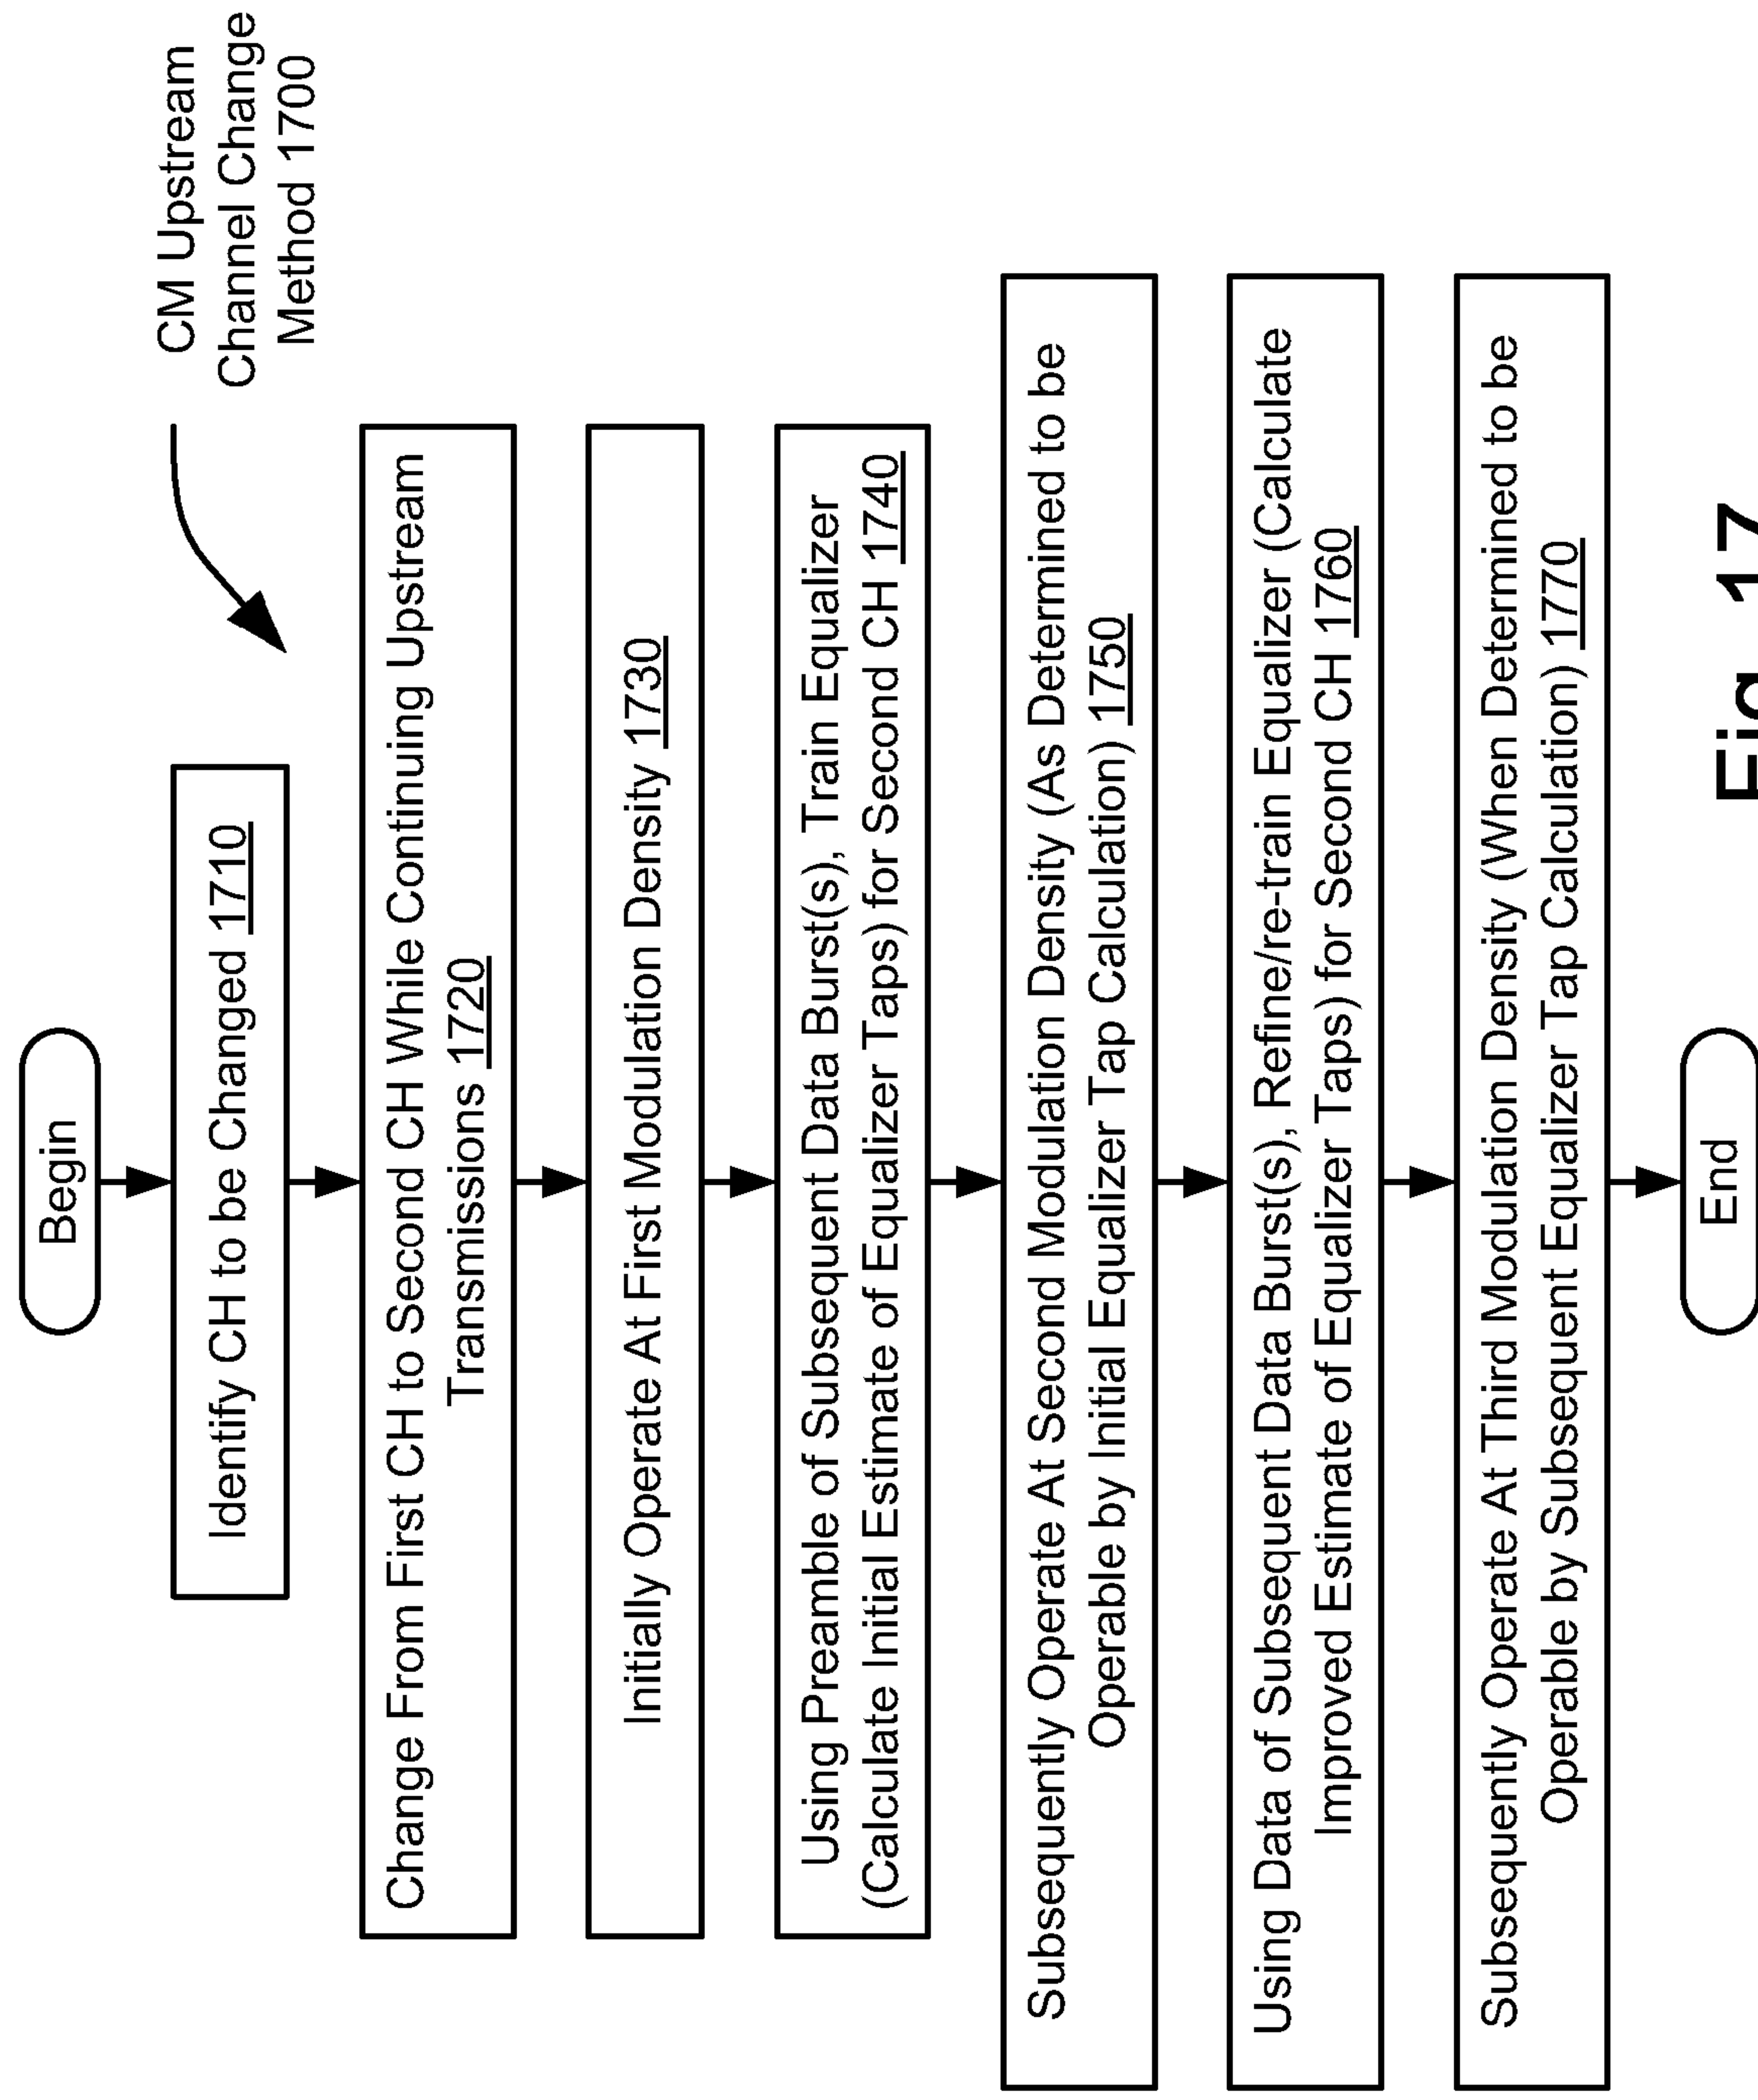 Begin
CM Upstream
Channel Change
Method 1700
Identify CH to be Changed 1710
Change From First CH to Second CH While Continuing Upstream
Transmissions 1720
Initially Operate At First Modulation Density 1730
Using Preamble of Subsequent Data Burst(s), Train Equalizer
(Calculate Initial Estimate of Equalizer Taps) for Second CH 1740
Subsequently Operate At Second Modulation Density (As Determined to be
Operable by Initial Equalizer Tap Calculation) 1750
Using Data of Subsequent Data Burst(s), Refine/re-train Equalizer (Calculate
Improved Estimate of Equalizer Taps) for Second CH 1760
Subsequently Operate At Third Modulation Density (When Determined to be
Operable by Subsequent Equalizer Tap Calculation) 1770
End
Fig. 17